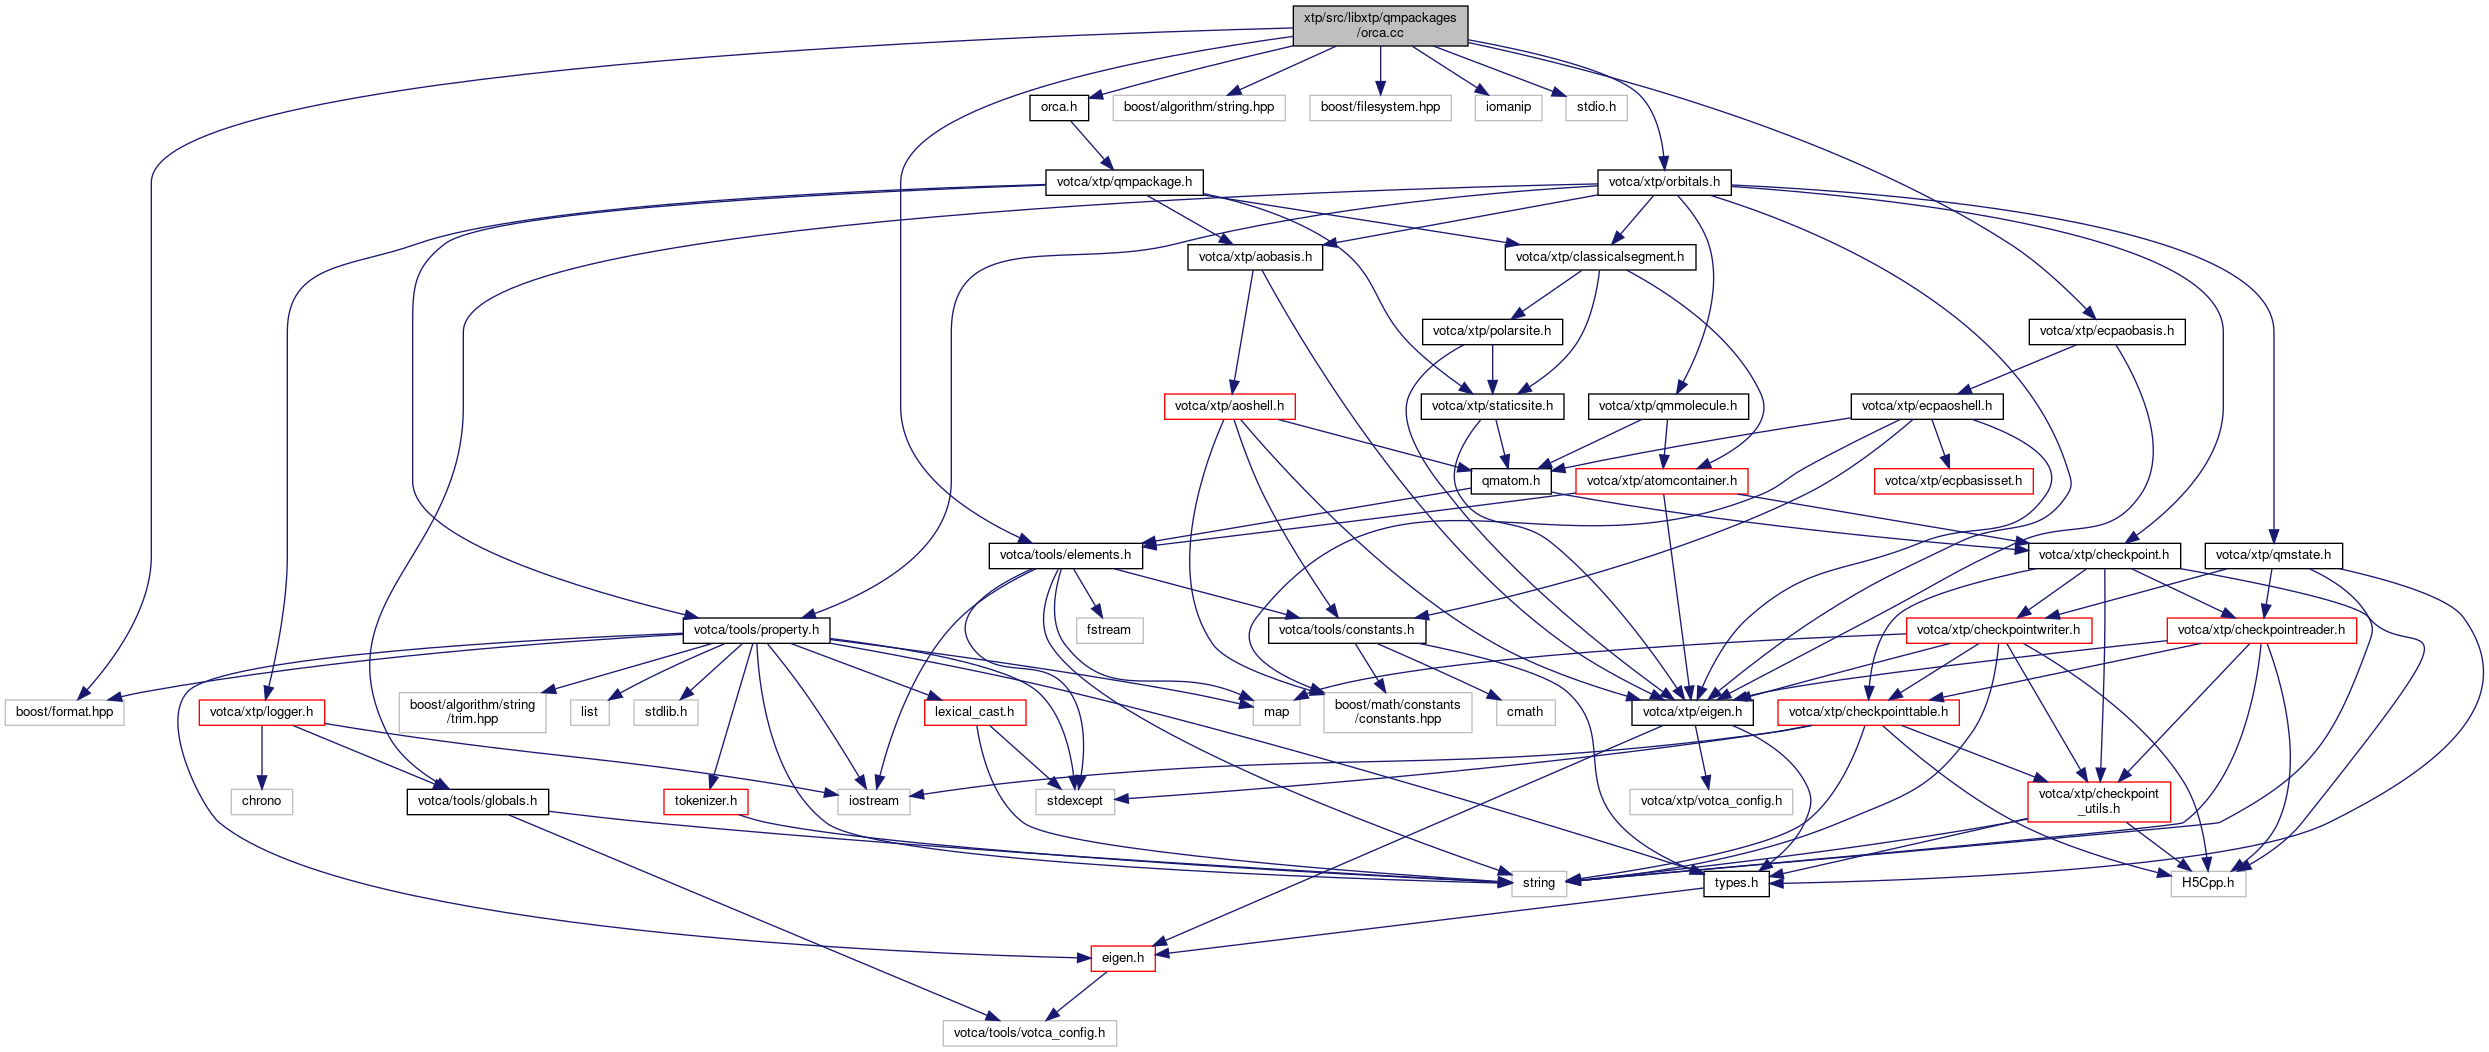 xtp/src/libxtp/qmpackages
/orca.cc
orca.h
boost/algorithm/string.hpp
boost/filesystem.hpp
iomanip
stdio.h
votca/xtp/qmpackage.h
votca/xtp/orbitals.h
votca/xtp/aobasis.h
votca/xtp/classicalsegment.h
votca/xtp/polarsite.h
votca/xtp/ecpaobasis.h
votca/xtp/aoshell.h
votca/xtp/staticsite.h
votca/xtp/qmmolecule.h
votca/xtp/ecpaoshell.h
qmatom.h
votca/xtp/atomcontainer.h
votca/xtp/ecpbasisset.h
votca/tools/elements.h
votca/xtp/checkpoint.h
votca/xtp/qmstate.h
votca/tools/property.h
fstream
votca/tools/constants.h
votca/xtp/checkpointwriter.h
votca/xtp/checkpointreader.h
boost/format.hpp
votca/xtp/logger.h
boost/algorithm/string
/trim.hpp
list
stdlib.h
lexical_cast.h
map
boost/math/constants
/constants.hpp
cmath
votca/xtp/eigen.h
votca/xtp/checkpointtable.h
chrono
votca/tools/globals.h
tokenizer.h
iostream
stdexcept
votca/xtp/votca_config.h
votca/xtp/checkpoint
_utils.h
string
types.h
H5Cpp.h
eigen.h
votca/tools/votca_config.h